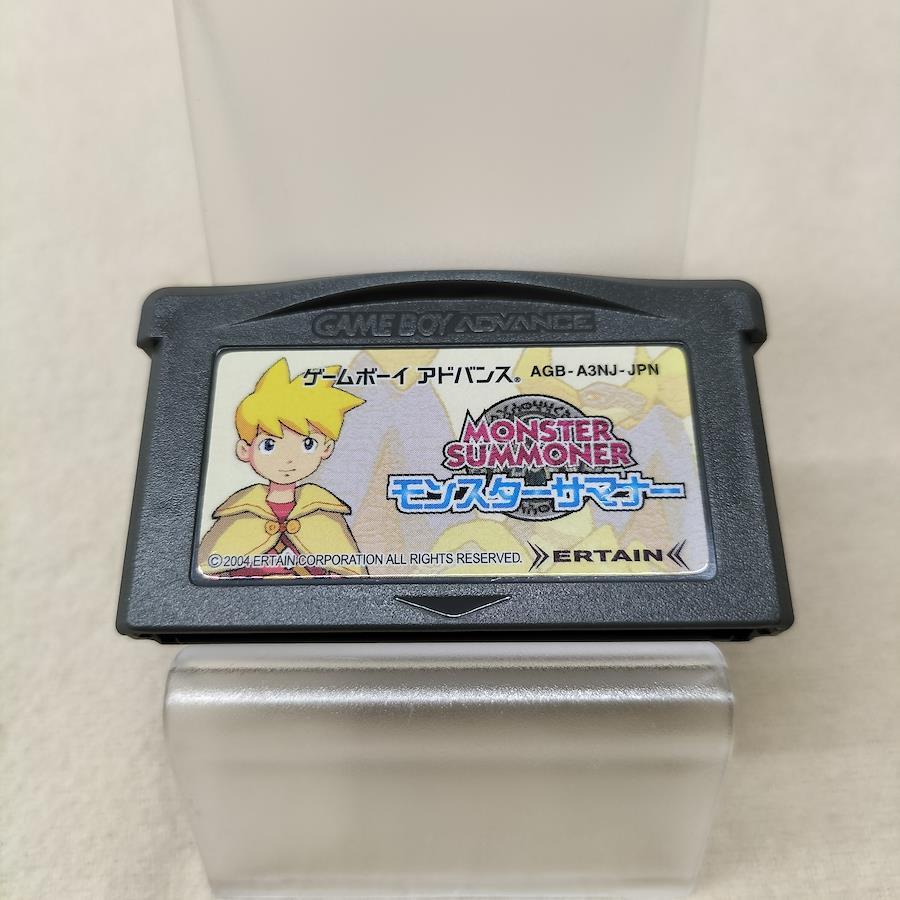 GAME BOY ADVANCE
ゲームボーイ アドバンス® AGB-A3NJ-JPN
MONSTER
SUMMONER
モンスターサマナー
©2004 ERTAIN CORPORATION ALL RIGHTS RESERVED.
ERTAIN